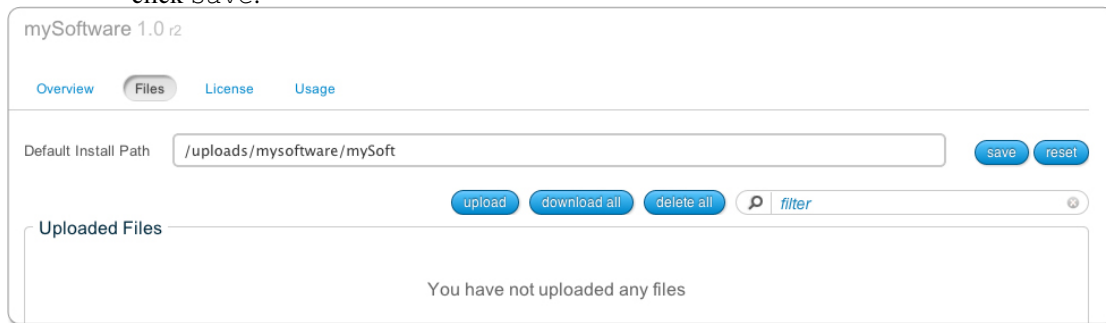 click save.
mySoftware 1.0 r2
Overview Files License Usage
Default Install Path /uploads/mysoftware/mySoft save reset
upload download all delete all filter
Uploaded Files
You have not uploaded any files